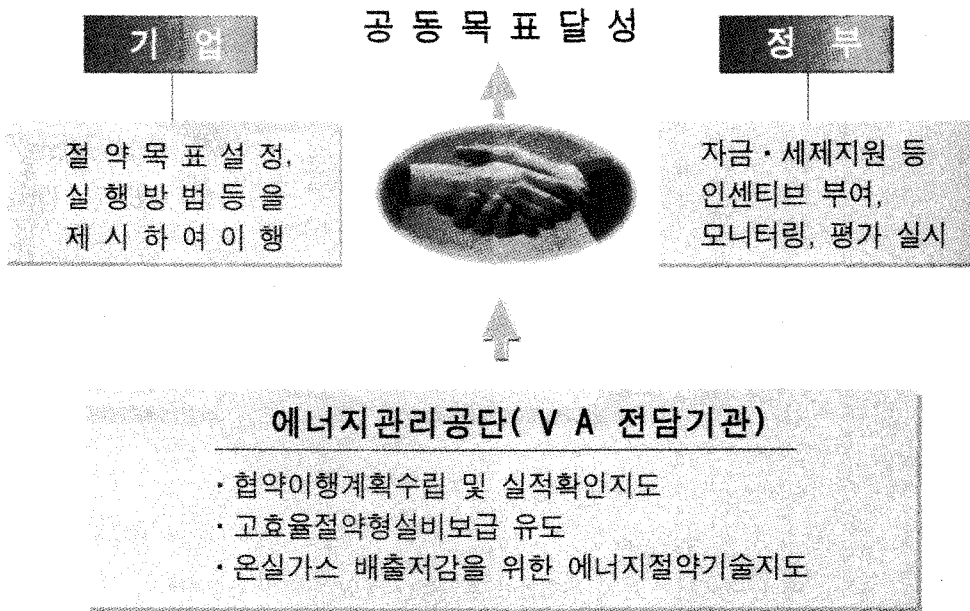 공동목표달성
기업
절약목표설정,
실행방법등을
제시하여이행
정부
자금·세제지원 등
인센티브 부여,
모니터링, 평가 실시
에너지관리공단( V A 전담기관)
· 협약이행계획수립 및 실적확인지도
· 고효율절약형설비보급 유도
· 온실가스 배출저감을 위한 에너지절약기술지도